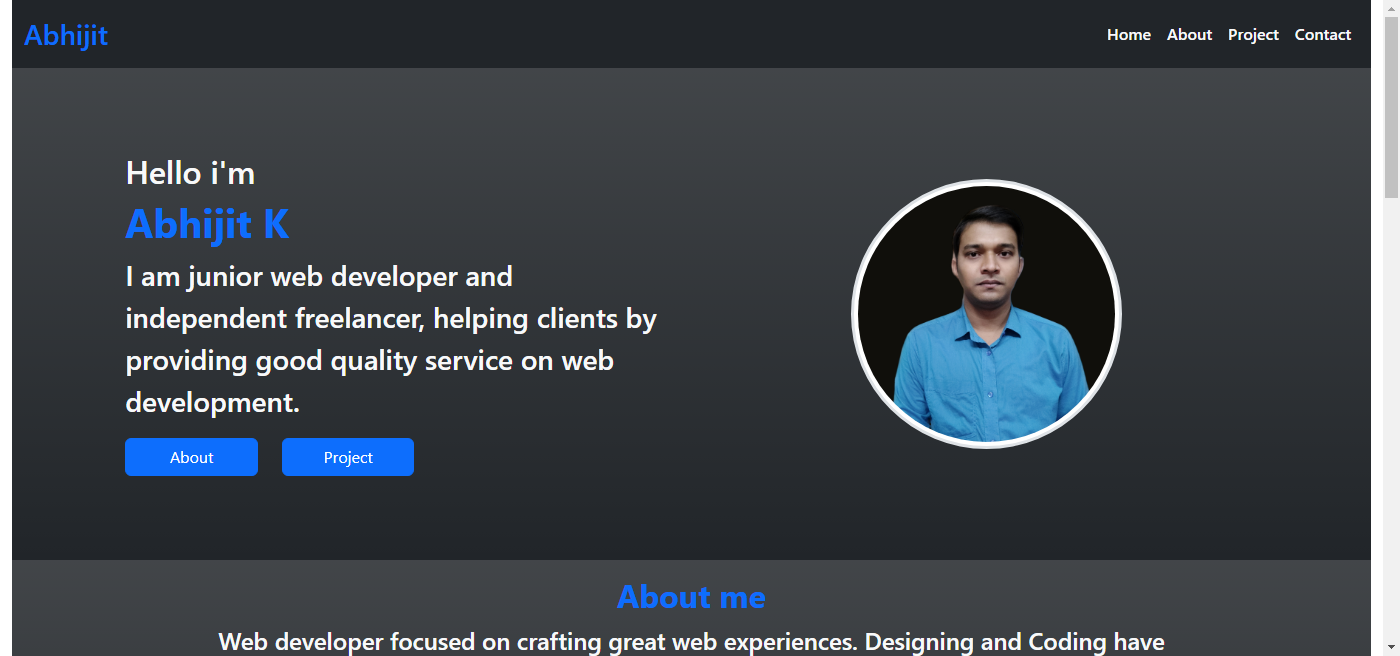 Abhijit
Home About Project Contact
Hello i'm
Abhijit K
I am junior web developer and
independent freelancer, helping clients by
providing good quality service on web
development.
About Project
About me
Web developer focused on crafting great web experiences. Designing and Coding have